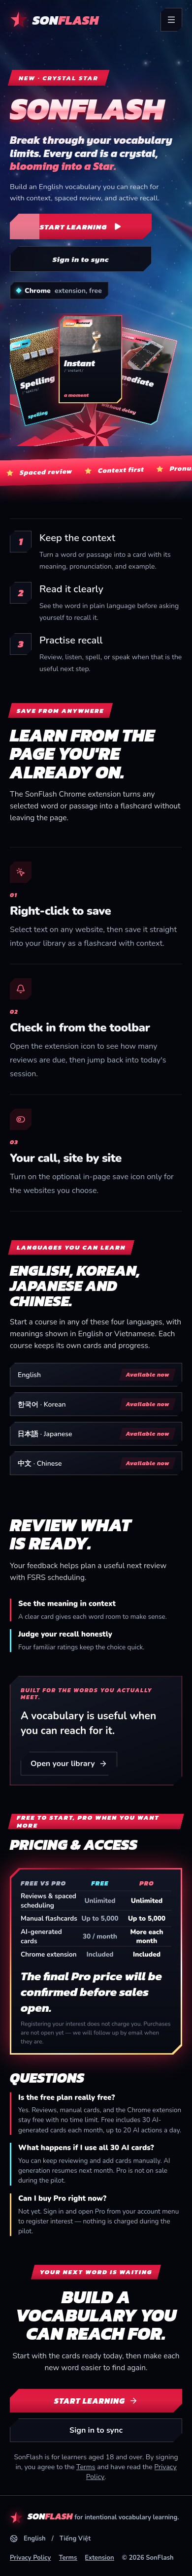 SONFLASH
NEW · CRYSTAL STAR
SONFLASH
Break through your vocabulary
limits. Every card is a crystal,
blooming into a Star.
Build an English vocabulary you can reach for
with context, spaced review, and active recall.
START LEARNING
Sign in to sync
Chrome extension, free
Spelling
spelling
Instant
a moment
mediate
without delay
Spaced review
Context first
Pronu
1
Keep the context
Turn a word or passage into a card with its
meaning, pronunciation, and example.
2
Read it clearly
See the word in plain language before asking
yourself to recall it.
3
Practise recall
Review, listen, spell, or speak when that is the
useful next step.
SAVE FROM ANYWHERE
LEARN FROM THE
PAGE YOU'RE
ALREADY ON.
The SonFlash Chrome extension turns any
selected word or passage into a flashcard without
leaving the page.
01
Right-click to save
Select text on any website, then save it straight
into your library as a flashcard with context.
02
Check in from the toolbar
Open the extension icon to see how many
reviews are due, then jump back into today's
session.
03
Your call, site by site
Turn on the optional in-page save icon only for
the websites you choose.
LANGUAGES YOU CAN LEARN
ENGLISH, KOREAN,
JAPANESE AND
CHINESE.
Start a course in any of these four languages, with
meanings shown in English or Vietnamese. Each
course keeps its own cards and progress.
English Available now
한국어 · Korean Available now
日本語 · Japanese Available now
中文 · Chinese Available now
REVIEW WHAT
IS READY.
Your feedback helps plan a useful next review
with FSRS scheduling.
See the meaning in context
A clear card gives each word room to make sense.
Judge your recall honestly
Four familiar ratings keep the choice quick.
BUILT FOR THE WORDS YOU ACTUALLY
MEET.
A vocabulary is useful when
you can reach for it.
Open your library →
FREE TO START, PRO WHEN YOU WANT
MORE
PRICING & ACCESS
FREE VS PRO FREE PRO
Reviews & spaced
scheduling Unlimited Unlimited
Manual flashcards Up to 5,000 Up to 5,000
AI-generated
cards 30 / month More each
month
Chrome extension Included Included
The final Pro price will be
confirmed before sales
open.
Registering your interest does not charge you. Purchases
are not open yet — we will follow up by email when
they are.
QUESTIONS
Is the free plan really free?
Yes. Reviews, manual cards, and the Chrome extension
stay free with no time limit. Free includes 30 AI-
generated cards each month, up to 20 AI actions a day.
What happens if I use all 30 AI cards?
You can keep reviewing and add cards manually. AI
generation resumes next month. Pro is not on sale
during the pilot.
Can I buy Pro right now?
Not yet. Sign in and open Pro from your account menu
to register interest — nothing is charged during the
pilot.
YOUR NEXT WORD IS WAITING
BUILD A
VOCABULARY YOU
CAN REACH FOR.
Start with the cards ready today, then make each
new word easier to find again.
START LEARNING →
Sign in to sync
SonFlash is for learners aged 18 and over. By signing
in, you agree to the Terms and have read the Privacy
Policy.
SONFLASH for intentional vocabulary learning.
English / Tiếng Việt
Privacy Policy Terms Extension © 2026 SonFlash